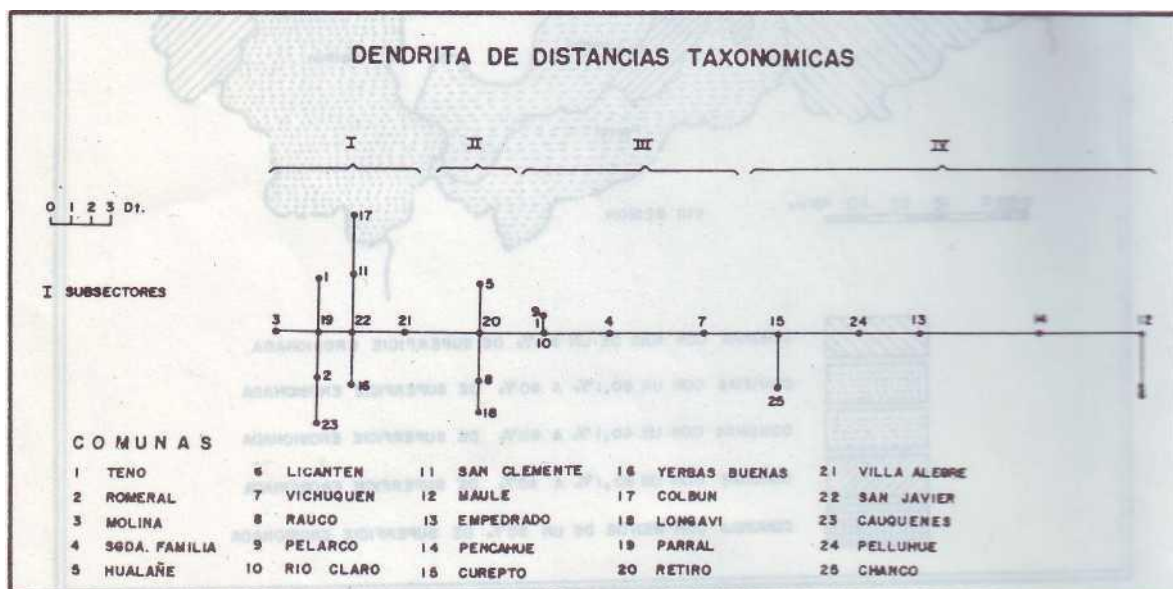 DENDRITA DE DISTANCIAS TAXONOMICAS
I II III IV
0 1 2 3 Dt.
17
I SUBSECTORES
1
11
5
9
3 19 22 21 20 1 4 7 15 24 13
10
2
16
8
25
18
23
COMUNAS
1 TENO 6 LICANTEN 11 SAN CLEMENTE 16 YERBAS BUENAS 21 VILLA ALEGRE
2 ROMERAL 7 VICHUQUEN 12 MAULE 17 COLBUN 22 SAN JAVIER
3 MOLINA 8 RAUCO 13 EMPEDRADO 18 LONGAVI 23 CAUQUENES
4 SGDA. FAMILIA 9 PELARCO 14 PENCAHUE 19 PARRAL 24 PELLUHUE
5 HUALAÑE 10 RIO CLARO 15 CUREPTO 20 RETIRO 25 CHANCO